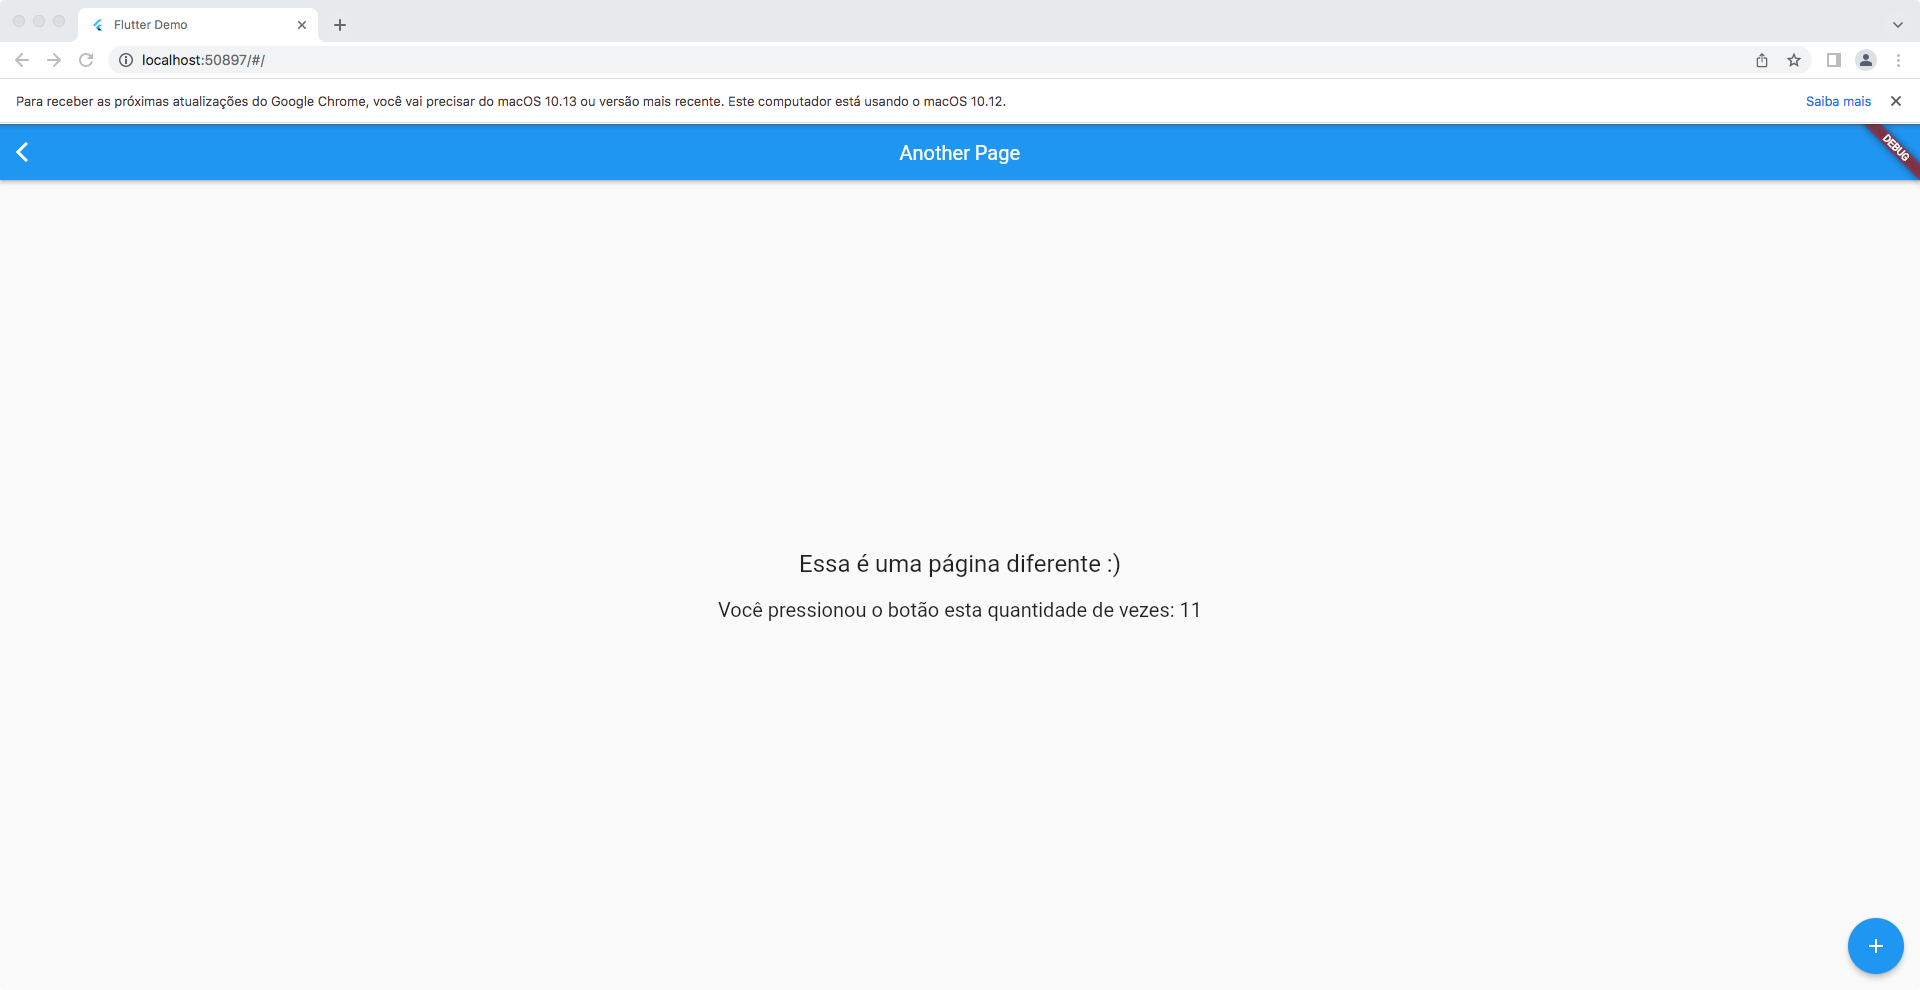 Flutter Demo
localhost:50897/#/
Para receber as próximas atualizações do Google Chrome, você vai precisar do macOS 10.13 ou versão mais recente. Este computador está usando o macOS 10.12. Saiba mais
Another Page
DEBUG
Essa é uma página diferente :)
Você pressionou o botão esta quantidade de vezes: 11